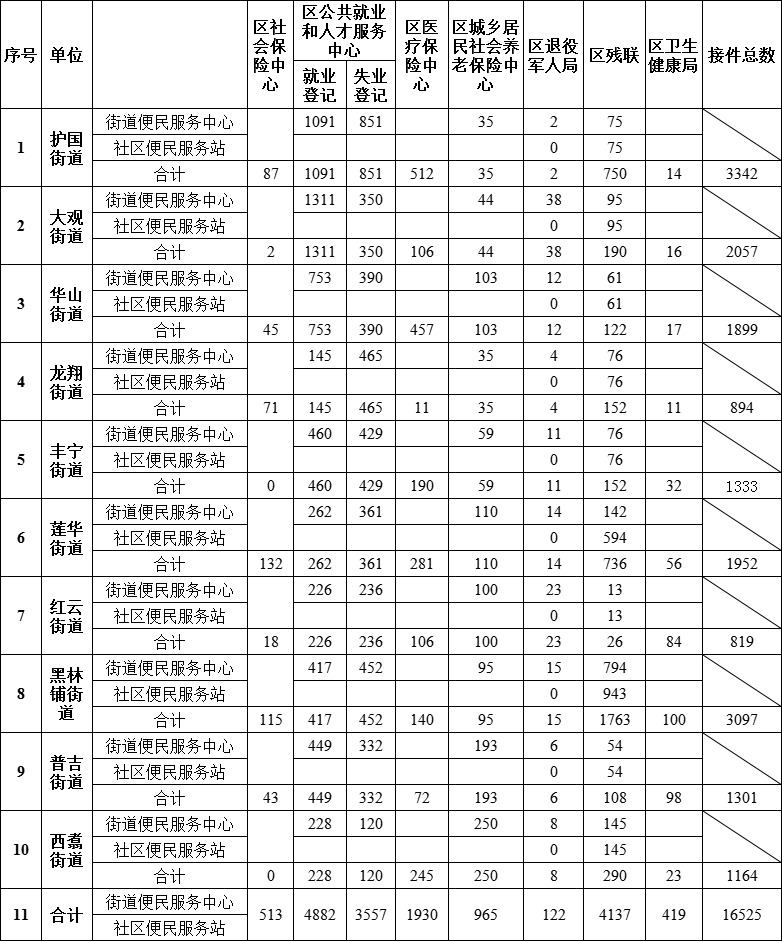 序号 单位 区社会保险中心 区公共就业和人才服务中心 区医疗保险中心 区城乡居民社会养老保险中心 区退役军人局 区残联 区卫生健康局 接件总数
就业登记 失业登记
1 护国街道 街道便民服务中心 1091 851 35 2 75
社区便民服务站 0 75
合计 87 1091 851 512 35 2 750 14 3342
2 大观街道 街道便民服务中心 1311 350 44 38 95
社区便民服务站 0 95
合计 2 1311 350 106 44 38 190 16 2057
3 华山街道 街道便民服务中心 753 390 103 12 61
社区便民服务站 0 61
合计 45 753 390 457 103 12 122 17 1899
4 龙翔街道 街道便民服务中心 145 465 35 4 76
社区便民服务站 0 76
合计 71 145 465 11 35 4 152 11 894
5 丰宁街道 街道便民服务中心 460 429 59 11 76
社区便民服务站 0 76
合计 0 460 429 190 59 11 152 32 1333
6 莲华街道 街道便民服务中心 262 361 110 14 142
社区便民服务站 0 594
合计 132 262 361 281 110 14 736 56 1952
7 红云街道 街道便民服务中心 226 236 100 23 13
社区便民服务站 0 13
合计 18 226 236 106 100 23 26 84 819
8 黑林铺街道 街道便民服务中心 417 452 95 15 794
社区便民服务站 0 943
合计 115 417 452 140 95 15 1763 100 3097
9 普吉街道 街道便民服务中心 449 332 193 6 54
社区便民服务站 0 54
合计 43 449 332 72 193 6 108 98 1301
10 西翥街道 街道便民服务中心 228 120 250 8 145
社区便民服务站 0 145
合计 0 228 120 245 250 8 290 23 1164
11 合计 街道便民服务中心 513 4882 3557 1930 965 122 4137 419 16525
社区便民服务站